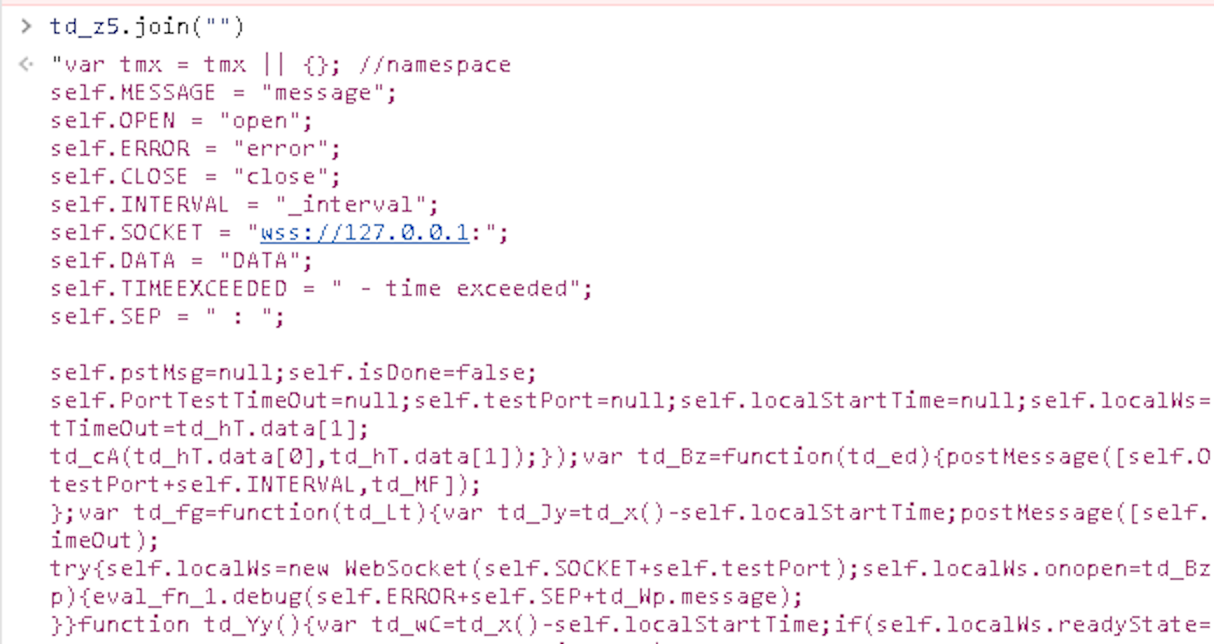 > td_z5.join("")
"var tmx = tmx || {}; //namespace
self.MESSAGE = "message";
self.OPEN = "open";
self.ERROR = "error";
self.CLOSE = "close";
self.INTERVAL = "_interval";
self.SOCKET = "wss://127.0.0.1:";
self.DATA = "DATA";
self.TIMEEXCEEDED = " - time exceeded";
self.SEP = " : ";
self.pstMsg=null;self.isDone=false;
self.PortTestTimeOut=null;self.testPort=null;self.localStartTime=null;self.localWs=
tTimeOut=td_hT.data[1];
td_cA(td_hT.data[0],td_hT.data[1]);});var td_Bz=function(td_ed){postMessage([self.O
testPort+self.INTERVAL,td_MF]);
};var td_fg=function(td_Lt){var td_Jy=td_x()-self.localStartTime;postMessage([self.
imeOut);
try{self.localWs=new WebSocket(self.SOCKET+self.testPort);self.localWs.onopen=td_Bz
p){eval_fn_1.debug(self.ERROR+self.SEP+td_Wp.message);
}}function td_Yy(){var td_wC=td_x()-self.localStartTime;if(self.localWs.readyState=